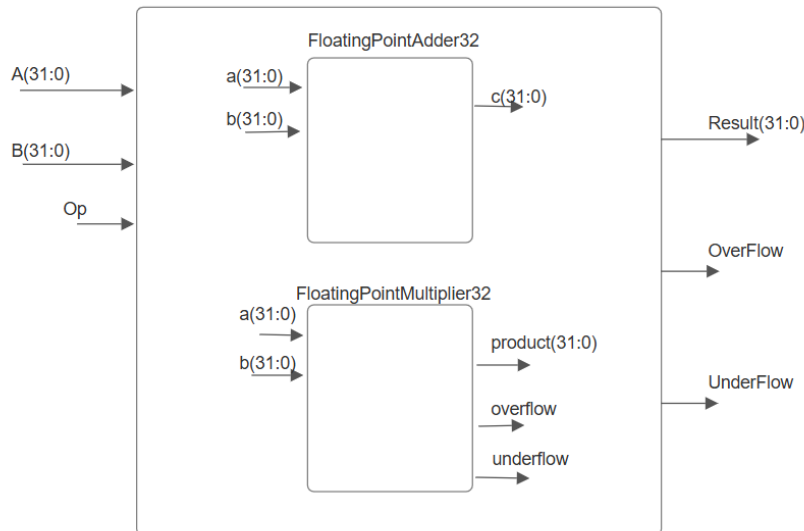 FloatingPointAdder32
A(31:0)
a(31:0)
c(31:0)
b(31:0)
Result(31:0)
B(31:0)
Op
OverFlow
FloatingPointMultiplier32
a(31:0)
product(31:0)
b(31:0)
UnderFlow
overflow
underflow